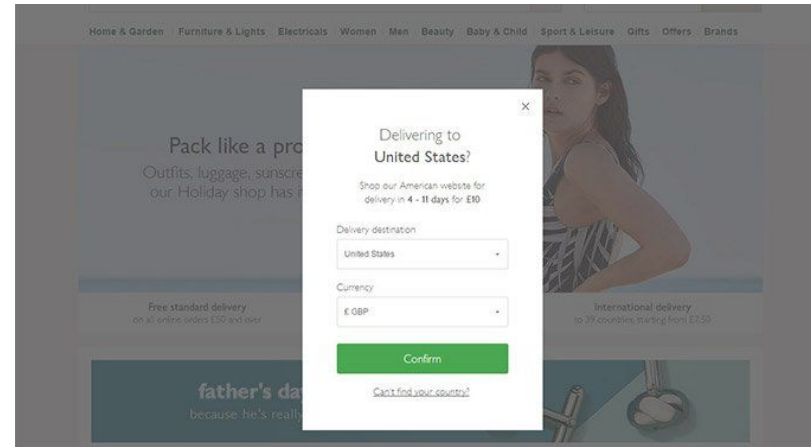 Home & Garden Furniture & Lights Electricals Women Men Beauty Baby & Child Sport & Leisure Gifts Offers Brands
Pack like a pro
Outfits, luggage, sunscre
our Holiday shop has
×
Delivering to
United States?
Shop our American website for
delivery in 4 - 11 days for £10
Delivery destination
United States
Currency
£ GBP
Confirm
Can't find your country?
Free standard delivery
on all online orders £50 and over
International delivery
to 39 countries, starting from £7.50
father's da
because he's really